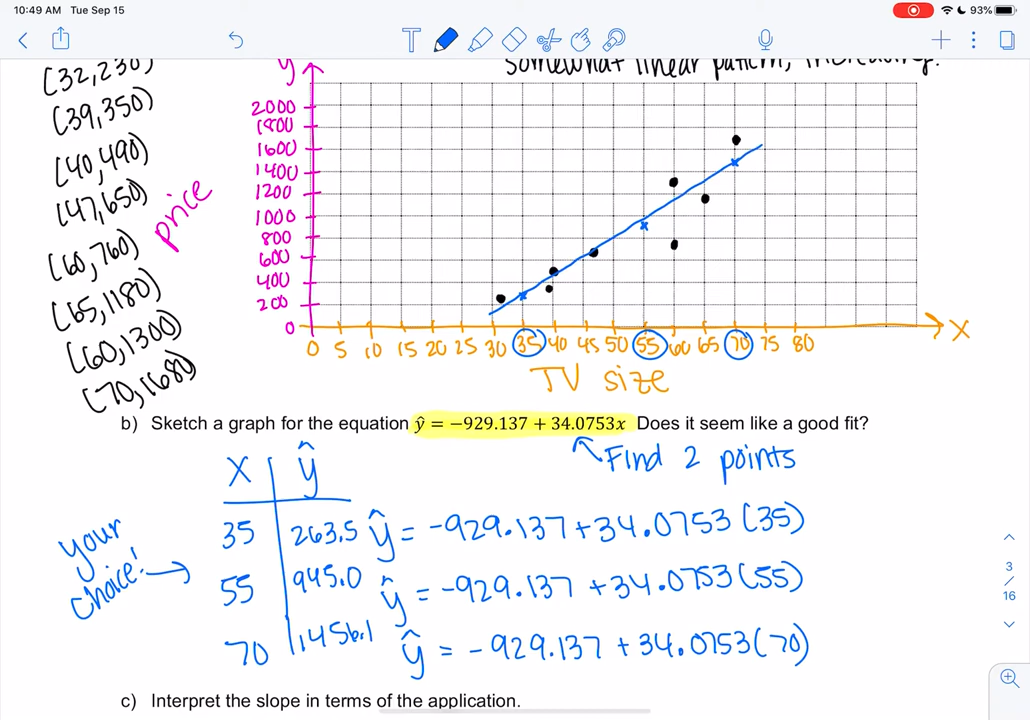 10:49 AM Tue Sep 15
93%
(32,230)
(39,350)
(40,490)
(47,650)
(60,760)
(65,1180)
(60,1300)
(70,1680)
somewhat linear pattern, increasing.
y
2000
1800
1600
1400
1200
1000
800
600
400
200
0
price
0 5 10 15 20 25 30 35 40 45 50 55 60 65 70 75 80
X
TV size
b) Sketch a graph for the equation ŷ = −929.137 + 34.0753x Does it seem like a good fit?
Find 2 points
X ŷ
your choice! →
35 263.5 ŷ = -929.137 + 34.0753 (35)
55 945.0 ŷ = -929.137 + 34.0753 (55)
70 1,456.1 ŷ = -929.137 + 34.0753 (70)
c) Interpret the slope in terms of the application.
3
/
16